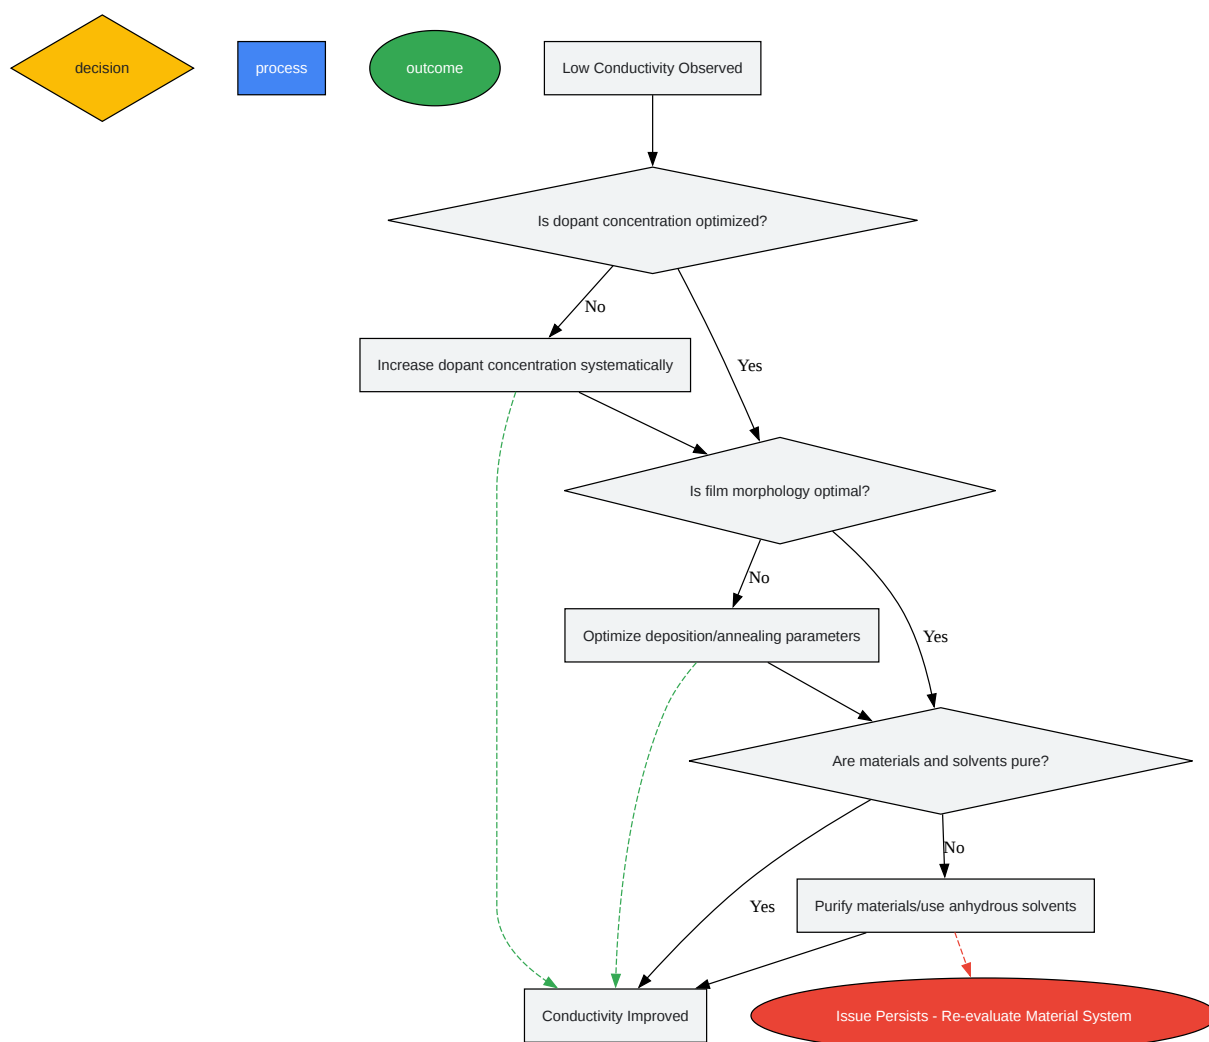 decision
process
outcome
Low Conductivity Observed
Is dopant concentration optimized?
No
Increase dopant concentration systematically
Yes
Is film morphology optimal?
No
Optimize deposition/annealing parameters
Yes
Are materials and solvents pure?
No
Yes
Purify materials/use anhydrous solvents
Conductivity Improved
Issue Persists - Re-evaluate Material System